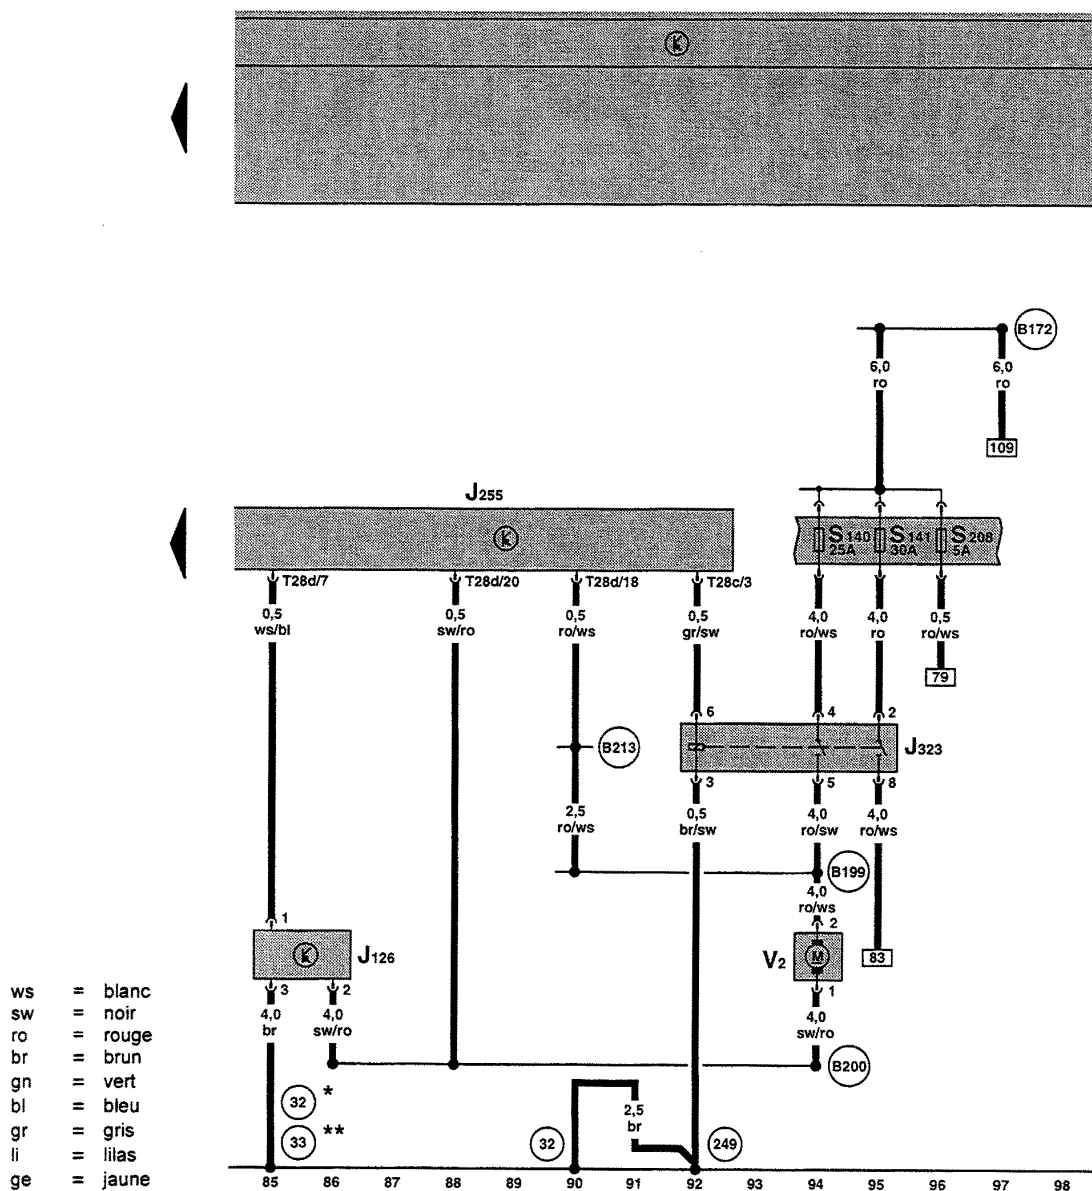 B172
6,0
ro
6,0
ro
109
J255
S140
25A
S141
30A
S208
5A
T28d/7
T28d/20
T28d/18
T28c/3
0,5
ws/bl
0,5
sw/ro
0,5
ro/ws
0,5
gr/sw
4,0
ro/ws
4,0
ro
0,5
ro/ws
79
6
4
2
B213
J323
3
5
8
2,5
ro/ws
0,5
br/sw
4,0
ro/sw
4,0
ro/ws
B199
4,0
ro/ws
1
2
J126
V2
M
83
3
2
1
4,0
br
4,0
sw/ro
4,0
sw/ro
B200
ws = blanc
sw = noir
ro = rouge
br = brun
gn = vert
bl = bleu
gr = gris
li = lilas
ge = jaune
32 *
33 **
2,5
br
32
249
85 86 87 88 89 90 91 92 93 94 95 96 97 98